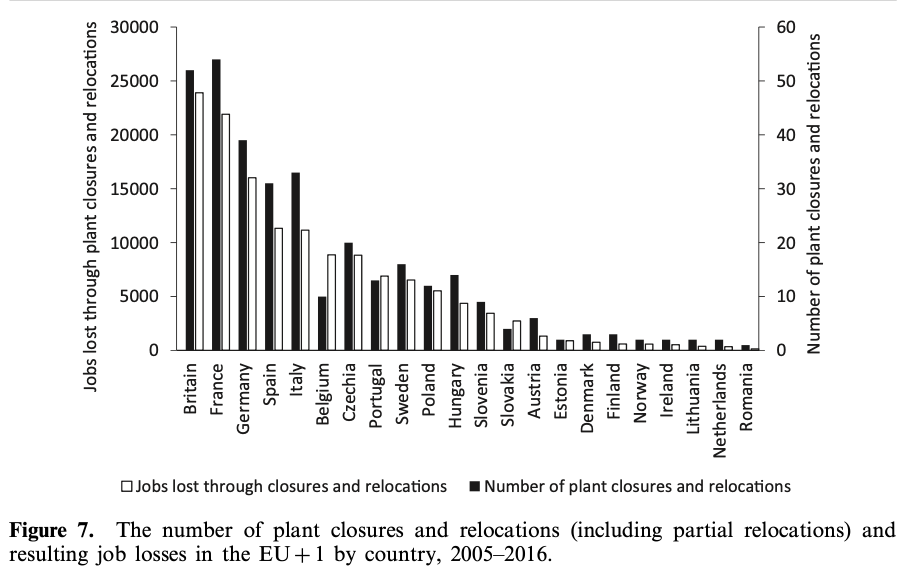 Jobs lost through plant closures and relocations
30000
25000
20000
15000
10000
5000
0
60
50
40
30
20
10
0
Number of plant closures and relocations
Britain
France
Germany
Spain
Italy
Belgium
Czechia
Portugal
Sweden
Poland
Hungary
Slovenia
Slovakia
Austria
Estonia
Denmark
Finland
Norway
Ireland
Lithuania
Netherlands
Romania
Jobs lost through closures and relocations
Number of plant closures and relocations
Figure 7. The number of plant closures and relocations (including partial relocations) and
resulting job losses in the EU + 1 by country, 2005–2016.